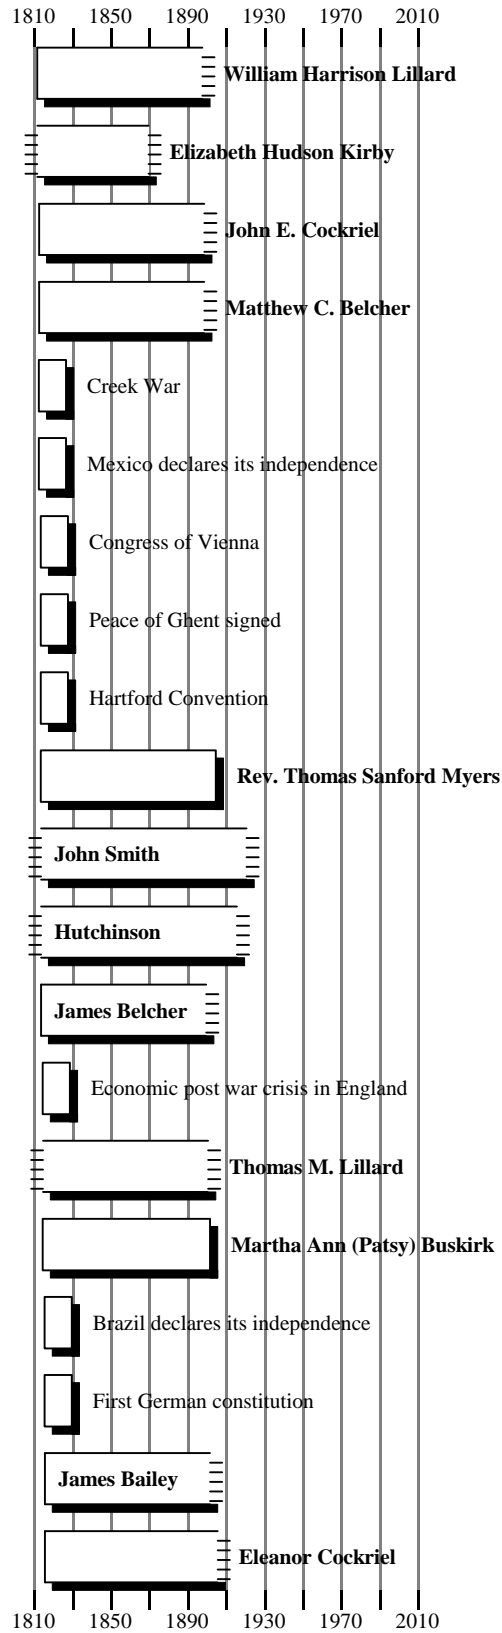 1810 1850 1890 1930 1970 2010
William Harrison Lillard
Elizabeth Hudson Kirby
John E. Cockriel
Matthew C. Belcher
Creek War
Mexico declares its independence
Congress of Vienna
Peace of Ghent signed
Hartford Convention
Rev. Thomas Sanford Myers
John Smith
Hutchinson
James Belcher
Economic post war crisis in England
Thomas M. Lillard
Martha Ann (Patsy) Buskirk
Brazil declares its independence
First German constitution
James Bailey
Eleanor Cockriel
1810 1850 1890 1930 1970 2010